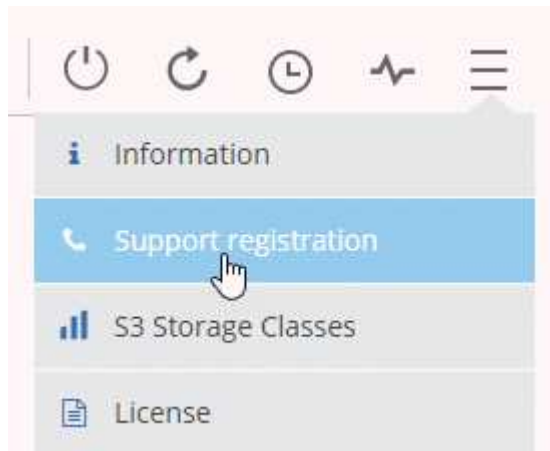 Information
Support registration
S3 Storage Classes
License